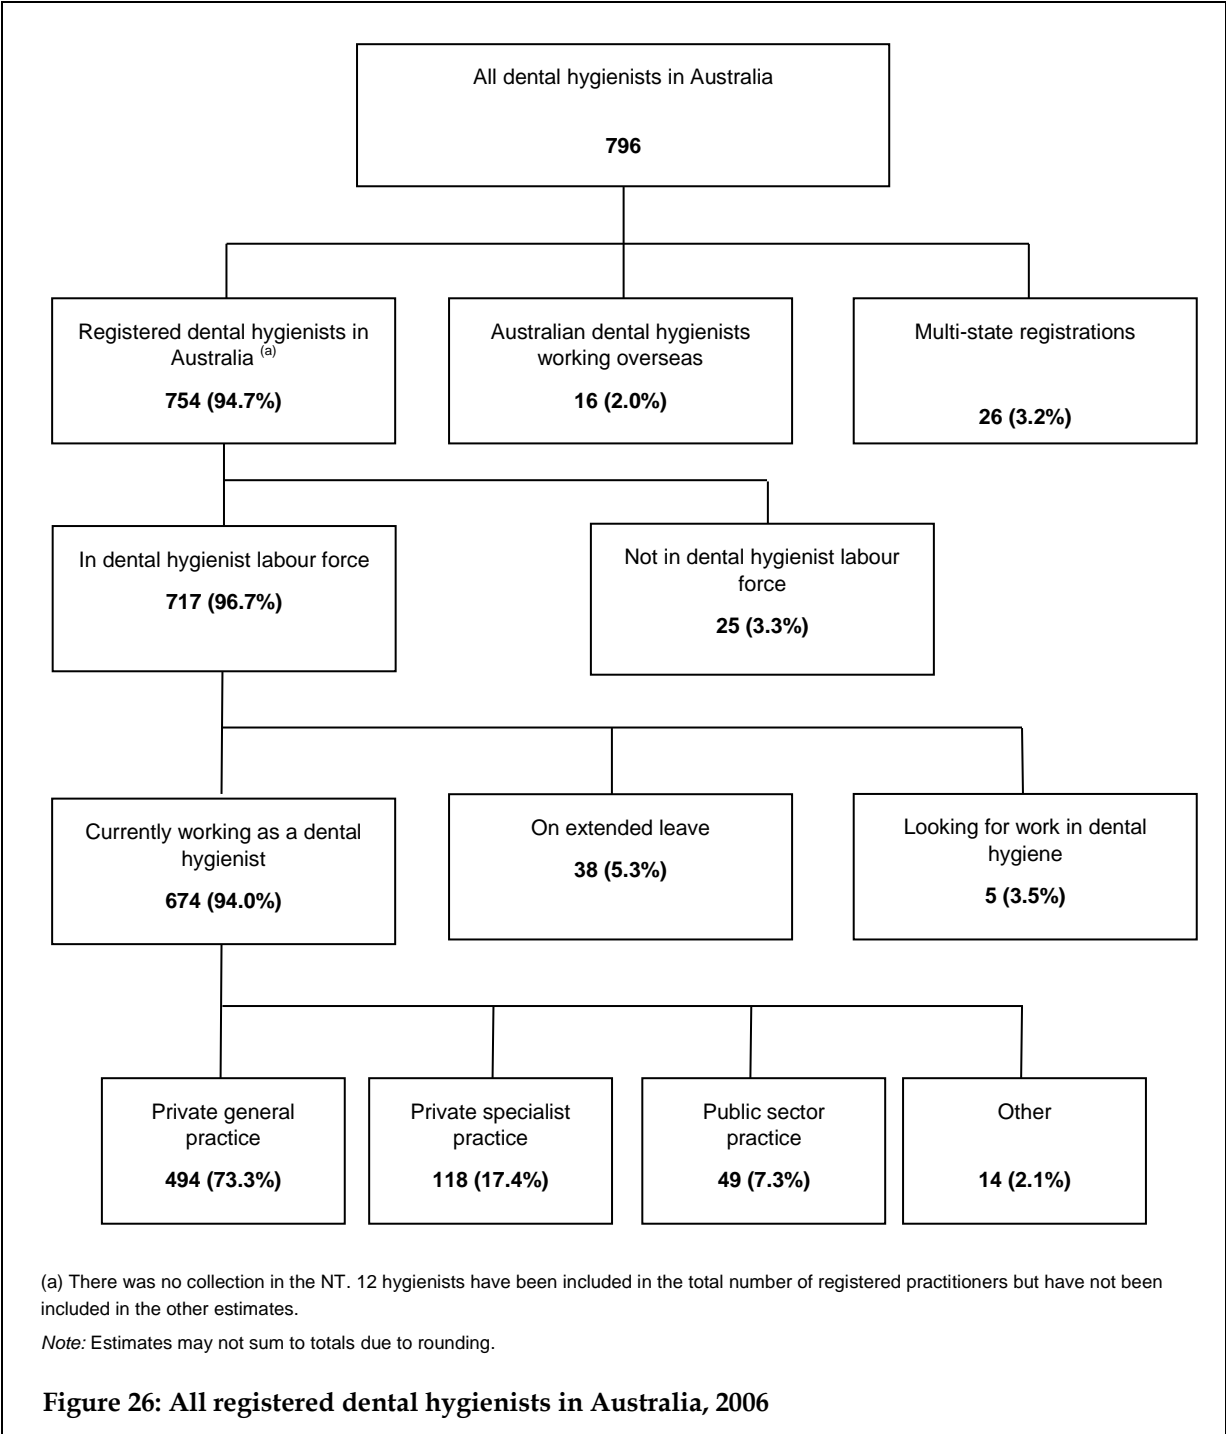 All dental hygienists in Australia
796
Registered dental hygienists in
Australia (a)
754 (94.7%)
Australian dental hygienists
working overseas
16 (2.0%)
Multi-state registrations
26 (3.2%)
In dental hygienist labour force
717 (96.7%)
Not in dental hygienist labour
force
25 (3.3%)
Currently working as a dental
hygienist
674 (94.0%)
On extended leave
38 (5.3%)
Looking for work in dental
hygiene
5 (3.5%)
Private general
practice
494 (73.3%)
Private specialist
practice
118 (17.4%)
Public sector
practice
49 (7.3%)
Other
14 (2.1%)
(a) There was no collection in the NT. 12 hygienists have been included in the total number of registered practitioners but have not been
included in the other estimates.
Note: Estimates may not sum to totals due to rounding.
Figure 26: All registered dental hygienists in Australia, 2006